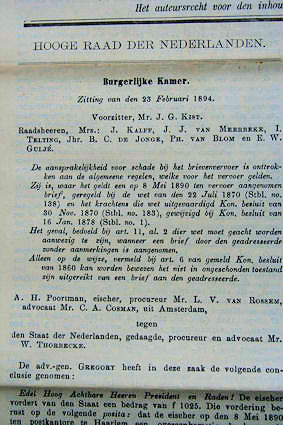 Het auteursrecht voor den inhou
HOOGE RAAD DER NEDERLANDEN.
Burgerlijke Kamer.
Zitting van den 23 Februari 1894.
Voorzitter, Mr. J. G. KIST.
Raadsheeren, Mrs.: J. KALFF, J. J. VAN MEERBEKE, I.
TELTING, Jhr. B. C. DE JONGE, PH. VAN BLOM en E. W.
GULJÉ.
De aansprakelijkheid voor schade bij het brievenvervoer is onttrok-
ken aan de algemeene regelen, welke voor het vervoer gelden.
Zij is, waar het geldt een op 8 Mei 1890 ten vervoer aangenomen
brief, geregeld bij de wet van den 22 Juli 1870 (Stbl. no.
138) en het krachtens die wet uitgevaardigd Kon. besluit van
30 Nov. 1870 (Stbl. no. 183), gewijzigd bij Kon. besluit van
16 Jan. 1878 (Stbl. no. 1).
Het geval, bedoeld bij art. 11, al. 2 dier wet moet geacht worden
aanwezig te zijn, wanneer een brief door den geadresseerde
zonder aanmerkingen is aangenomen.
Alleen op de wijze, vermeld bij art. 6 van gemeld Kon. besluit
van 1860 kan worden bewezen het niet in ongeschonden toestand
zijn uitgereikt van een brief aan den geadresseerde.
A. H. Poortman, eischer, procureur Mr. L. V. VAN ROSSEM,
advocaat Mr. C. A. COSMAN, uit Amsterdam,
tegen
den Staat der Nederlanden, gedaagde, procureur en advocaat Mr.
W. THORBECKE.
De adv.-gen. GREGORY heeft in deze zaak de volgende con-
clusie genomen:
Edel Hoog Achtbare Heeren President en Raden! De eischer
vordert van den Staat een bedrag van f 1025. Die vordering be-
rust op de volgende posita: dat de eischer op den 8 Mei 1890
ten postkantore te Haarlem een